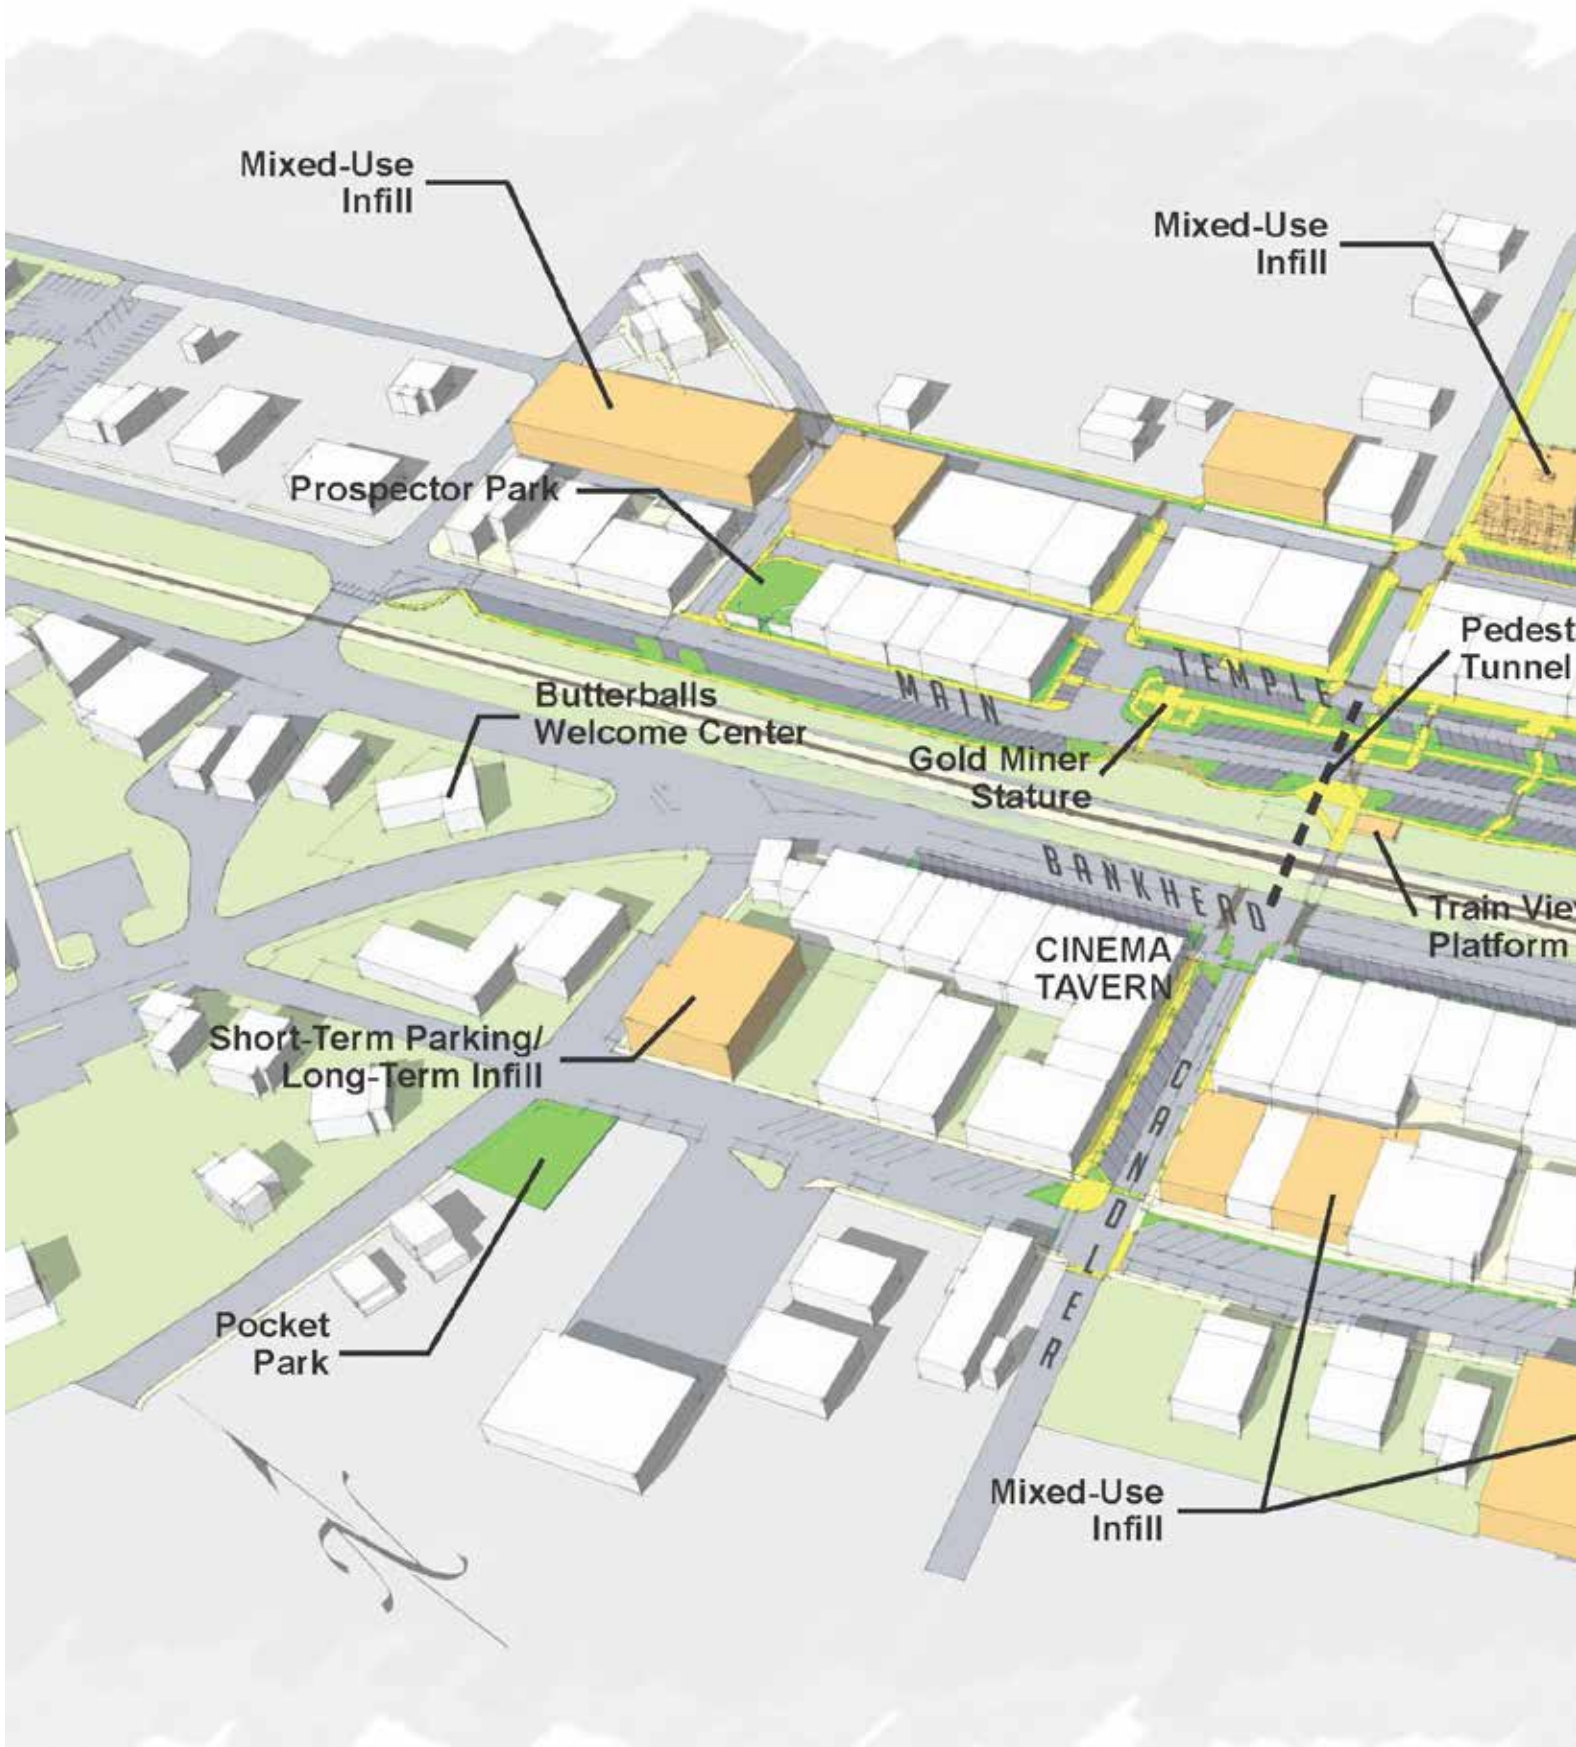 Mixed-Use
Infill
Mixed-Use
Infill
Prospector Park
Pedest
Tunnel
TEMPLE
MAIN
Butterballs
Welcome Center
Gold Miner
Stature
BANKHEAD
Train Vie
Platform
CINEMA
TAVERN
Short-Term Parking/
Long-Term Infill
CANDLER
Pocket
Park
Mixed-Use
Infill
N